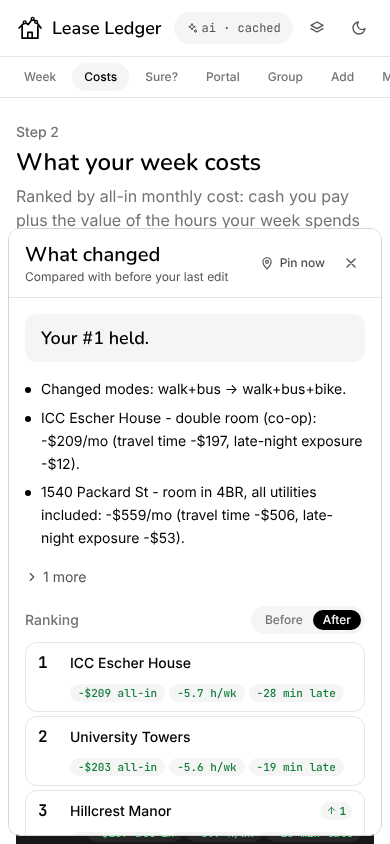 Lease Ledger
ai · cached
Week Costs Sure? Portal Group Add
Step 2
What your week costs
Ranked by all-in monthly cost: cash you pay
plus the value of the hours your week spends
What changed
Compared with before your last edit
Pin now
Your #1 held.
Changed modes: walk+bus → walk+bus+bike.
ICC Escher House - double room (co-op):
-$209/mo (travel time -$197, late-night exposure
-$12).
1540 Packard St - room in 4BR, all utilities
included: -$559/mo (travel time -$506, late-
night exposure -$53).
1 more
Ranking
Before After
1 ICC Escher House
-$209 all-in -5.7 h/wk -28 min late
2 University Towers
-$203 all-in -5.6 h/wk -19 min late
3 Hillcrest Manor ↑ 1